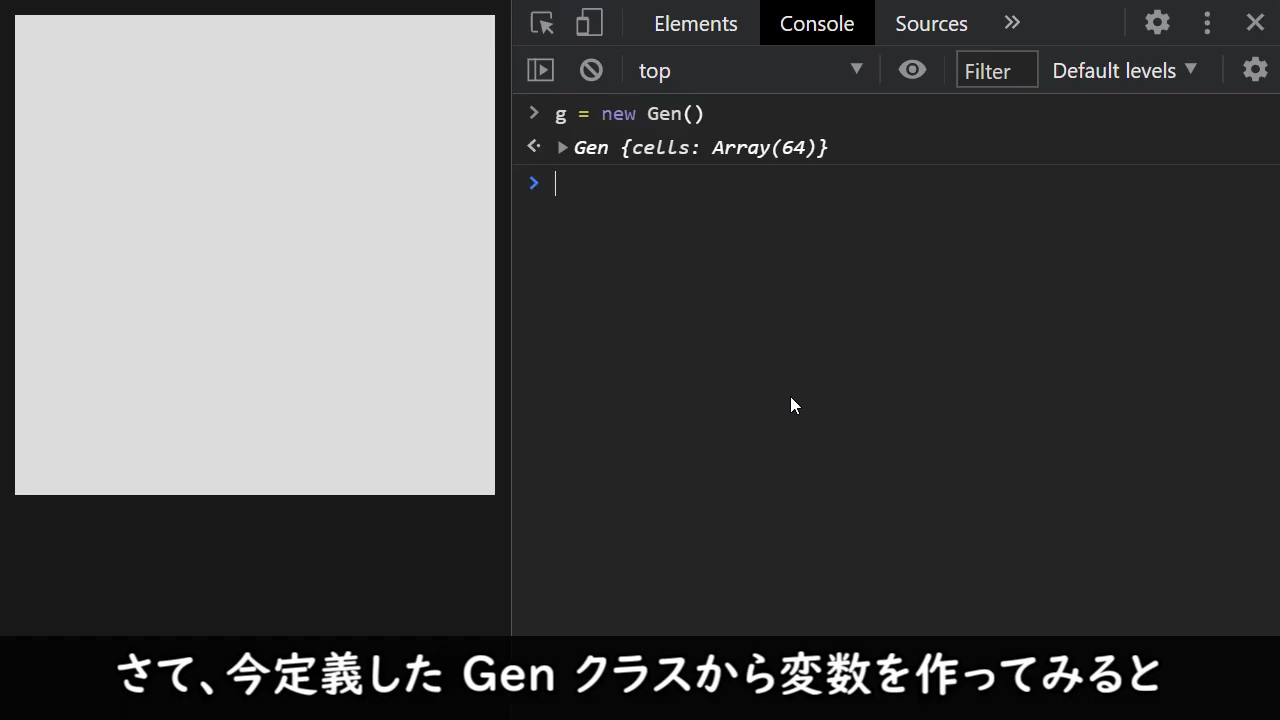 Elements Console Sources
top Filter Default levels
g = new Gen()
Gen {cells: Array(64)}
さて、今定義した Gen クラスから変数を作ってみると